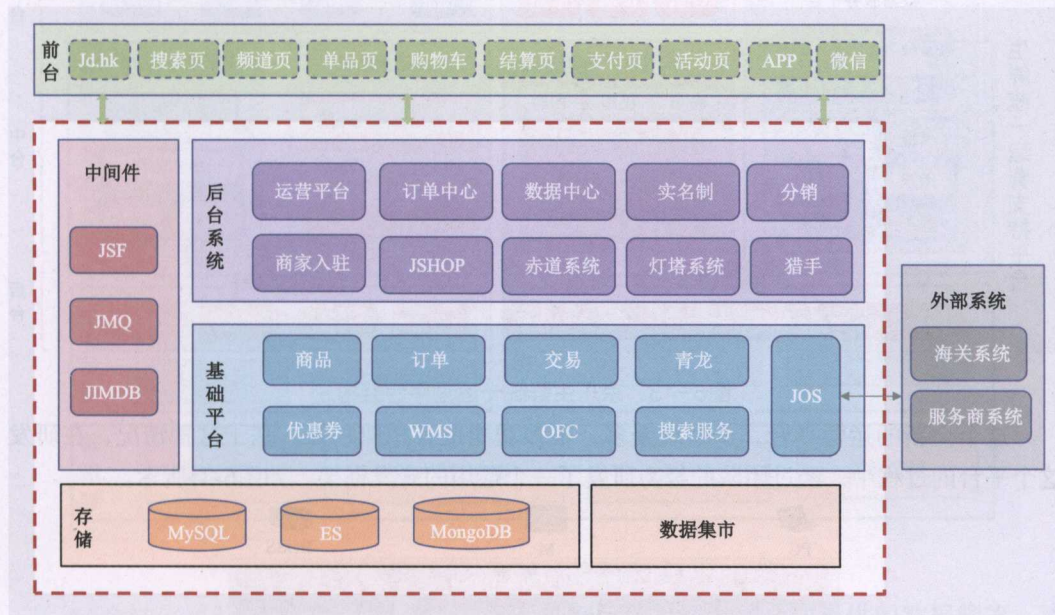 前台
Jd.hk 搜索页 频道页 单品页 购物车 结算页 支付页 活动页 APP 微信
中间件
JSF
JMQ
JIMDB
后台系统
运营平台 订单中心 数据中心 实名制 分销
商家入驻 JSHOP 赤道系统 灯塔系统 猎手
基础平台
商品 订单 交易 青龙
JOS
优惠券 WMS OFC 搜索服务
外部系统
海关系统
服务商系统
存储
MySQL ES MongoDB
数据集市